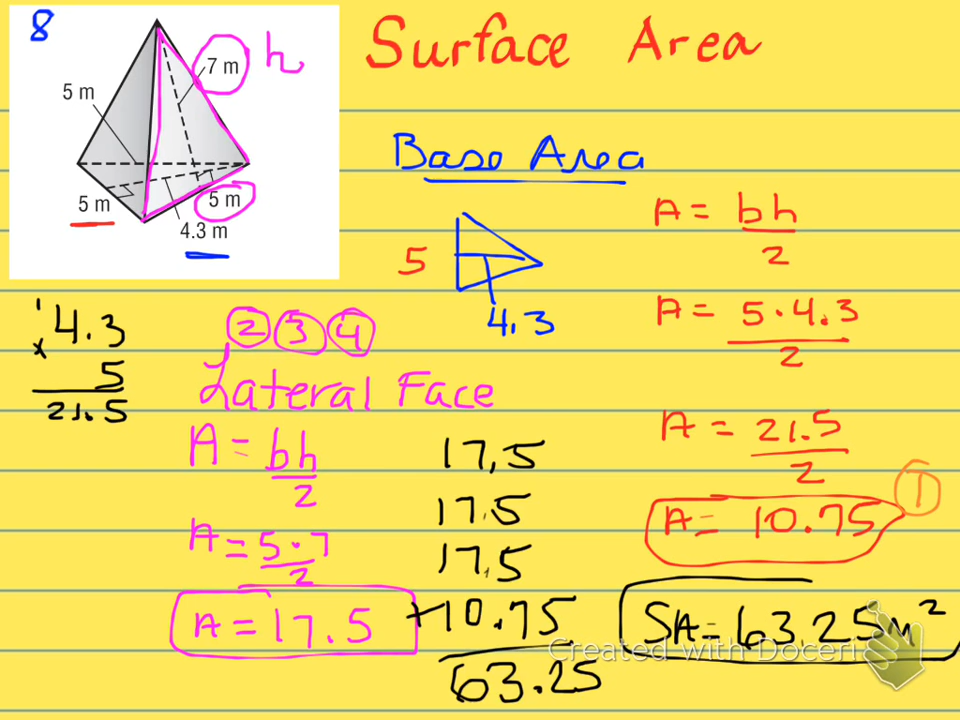 8
Surface Area
7 m
h
5 m
5 m
5 m
4.3 m
Base Area
5
4.3
A = bh
2
A = 5 · 4.3
2
A = 21.5
2
A = 10.75
1
1
4.3
× 5
21.5
2 3 4
Lateral Face
A = bh
2
A = 5 · 7
2
A = 17.5
17.5
17.5
17.5
+10.75
63.25
SA = 63.25 m²
Created with Doceri